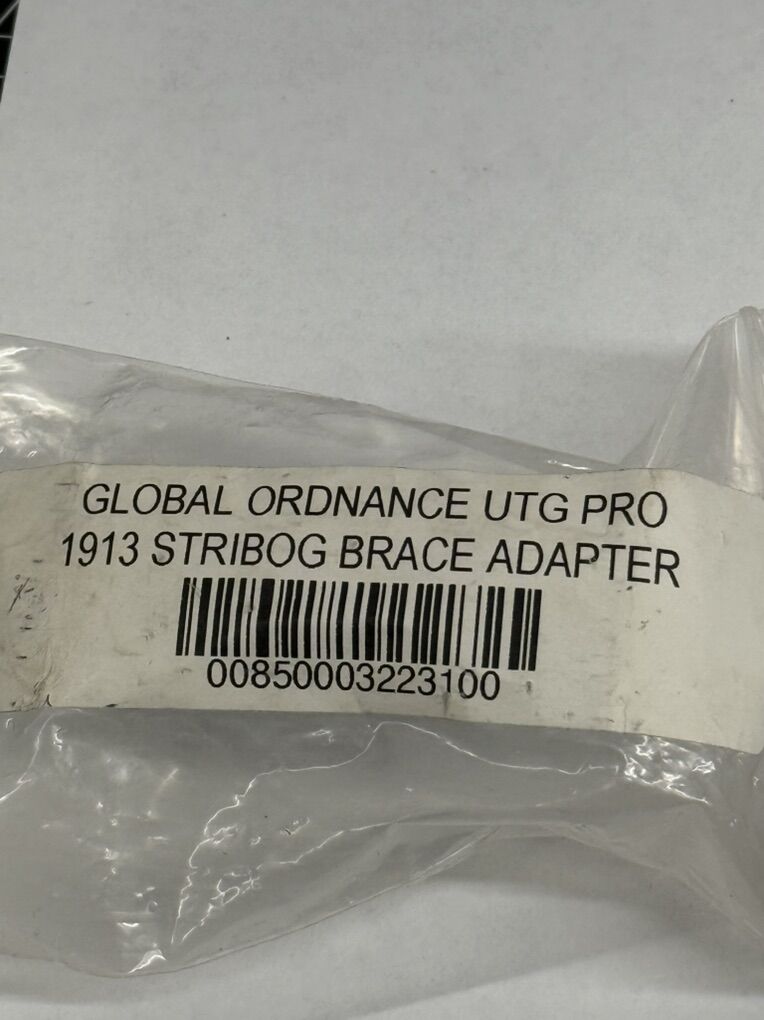 GLOBAL ORDNANCE UTG PRO
1913 STRIBOG BRACE ADAPTER
00850003223100